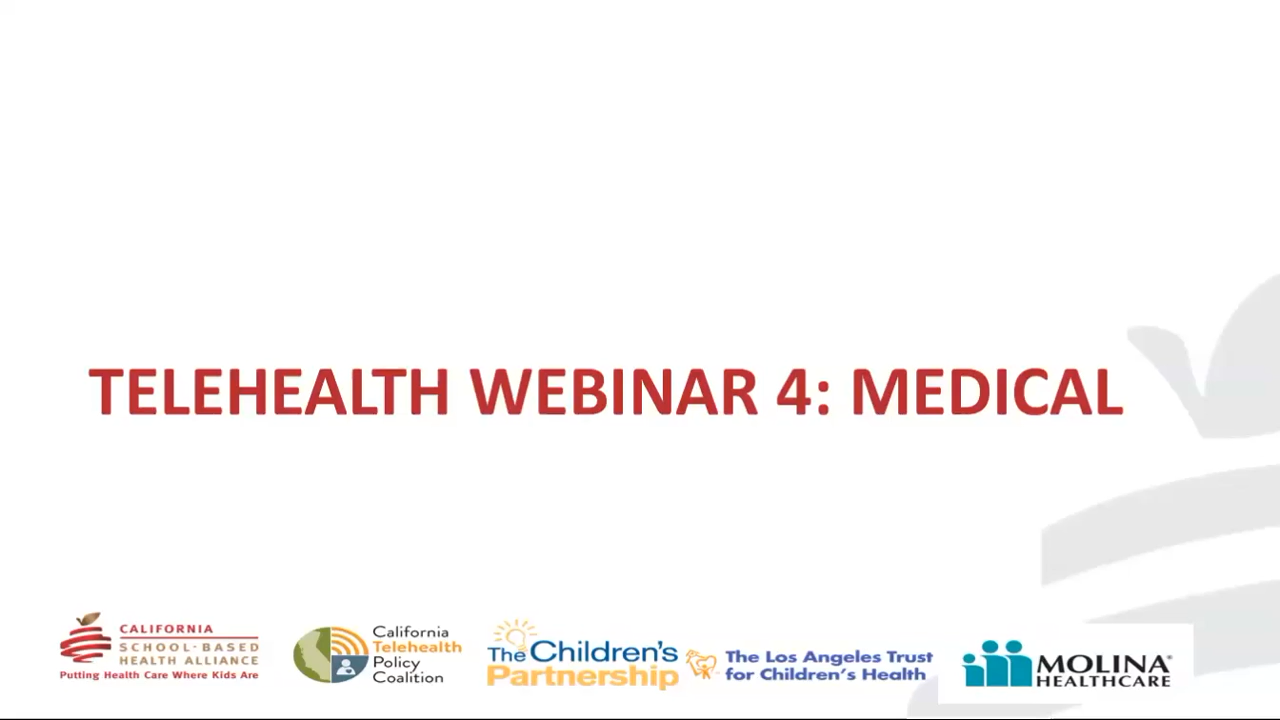 TELEHEALTH WEBINAR 4: MEDICAL
CALIFORNIA
SCHOOL·BASED
HEALTH ALLIANCE
Putting Health Care Where Kids Are
California
Telehealth
Policy
Coalition
The Children's
Partnership
The Los Angeles Trust
for Children's Health
MOLINA®
HEALTHCARE